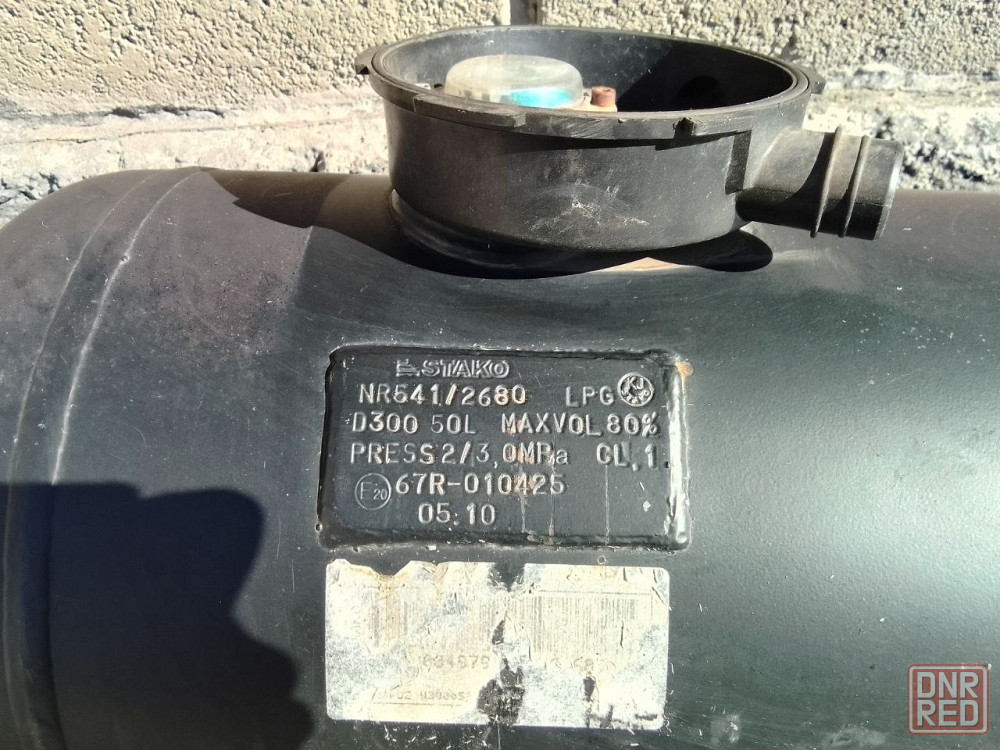 STAKO
NR541/2680 LPG
D300 50L MAXVOL 80%
PRESS 2/3,0MPa CL.1.
E20 67R-010425
05.10
DNR
RED